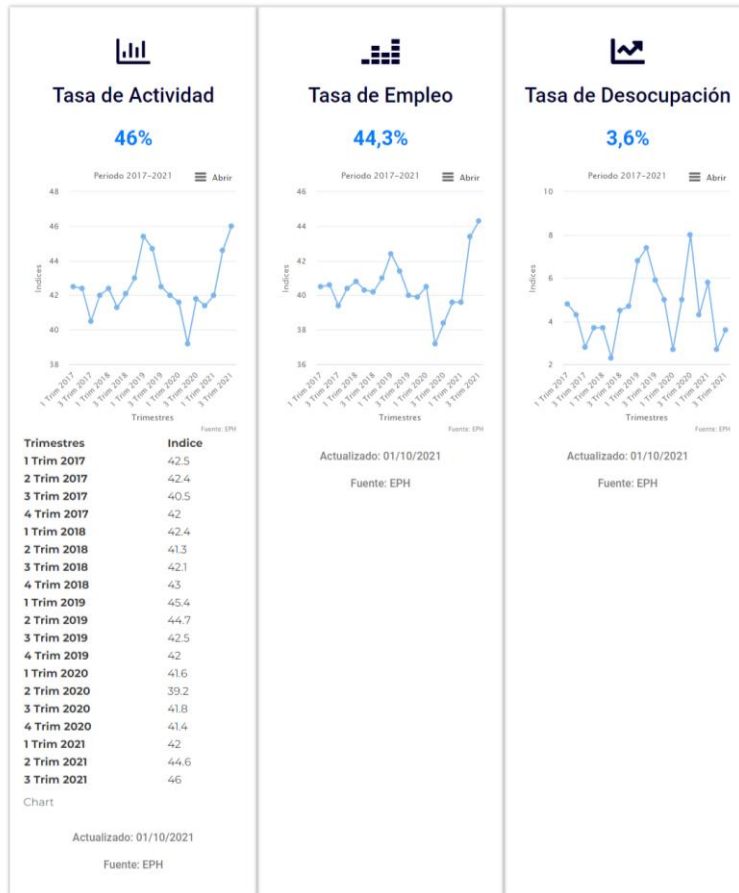 Tasa de Actividad
46%
Periodo 2017-2021
Abrir
48
46
44
42
40
38
Indices
1 Trim 2017
3 Trim 2017
1 Trim 2018
3 Trim 2018
1 Trim 2019
3 Trim 2019
1 Trim 2020
3 Trim 2020
1 Trim 2021
3 Trim 2021
Trimestres
Fuente: EPH
Trimestres Indice
1 Trim 2017 42.5
2 Trim 2017 42.4
3 Trim 2017 40.5
4 Trim 2017 42
1 Trim 2018 42.4
2 Trim 2018 41.3
3 Trim 2018 42.1
4 Trim 2018 43
1 Trim 2019 45.4
2 Trim 2019 44.7
3 Trim 2019 42.5
4 Trim 2019 42
1 Trim 2020 41.6
2 Trim 2020 39.2
3 Trim 2020 41.8
4 Trim 2020 41.4
1 Trim 2021 42
2 Trim 2021 44.6
3 Trim 2021 46
Chart
Actualizado: 01/10/2021
Fuente: EPH
Tasa de Empleo
44,3%
Periodo 2017-2021
Abrir
46
44
42
40
38
36
Indices
1 Trim 2017
3 Trim 2017
1 Trim 2018
3 Trim 2018
1 Trim 2019
3 Trim 2019
1 Trim 2020
3 Trim 2020
1 Trim 2021
3 Trim 2021
Trimestres
Fuente: EPH
Actualizado: 01/10/2021
Fuente: EPH
Tasa de Desocupación
3,6%
Periodo 2017-2021
Abrir
10
8
6
4
2
Indices
1 Trim 2017
3 Trim 2017
1 Trim 2018
3 Trim 2018
1 Trim 2019
3 Trim 2019
1 Trim 2020
3 Trim 2020
1 Trim 2021
3 Trim 2021
Trimestres
Fuente: EPH
Actualizado: 01/10/2021
Fuente: EPH